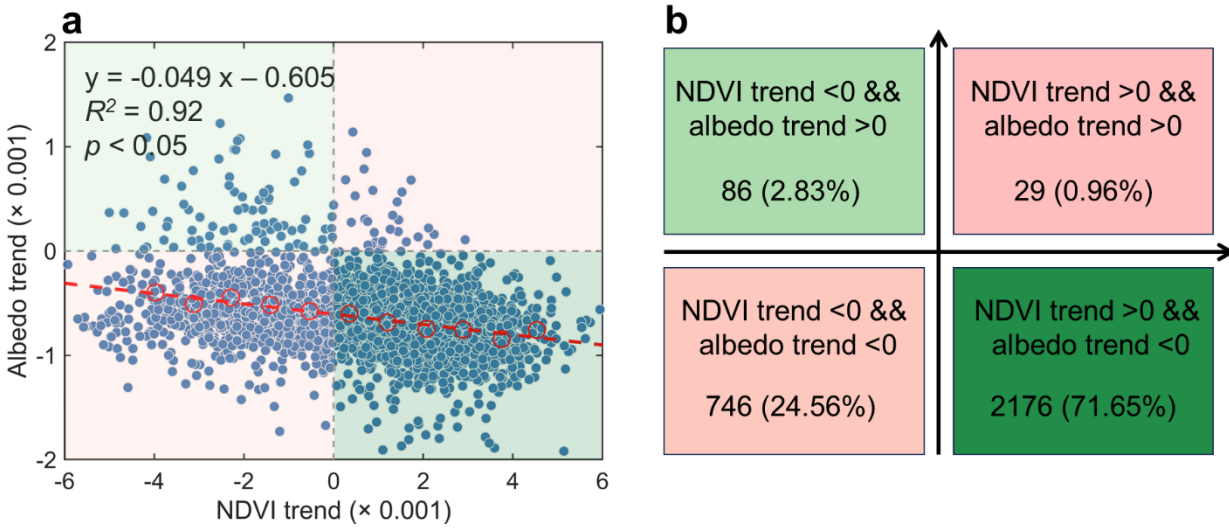 a
y = -0.049 x – 0.605
R² = 0.92
p < 0.05
Albedo trend (× 0.001)
2
1
0
-1
-2
-6
-4
-2
0
2
4
6
NDVI trend (× 0.001)
b
NDVI trend <0 &&
albedo trend >0
86 (2.83%)
NDVI trend >0 &&
albedo trend >0
29 (0.96%)
NDVI trend <0 &&
albedo trend <0
746 (24.56%)
NDVI trend >0 &&
albedo trend <0
2176 (71.65%)